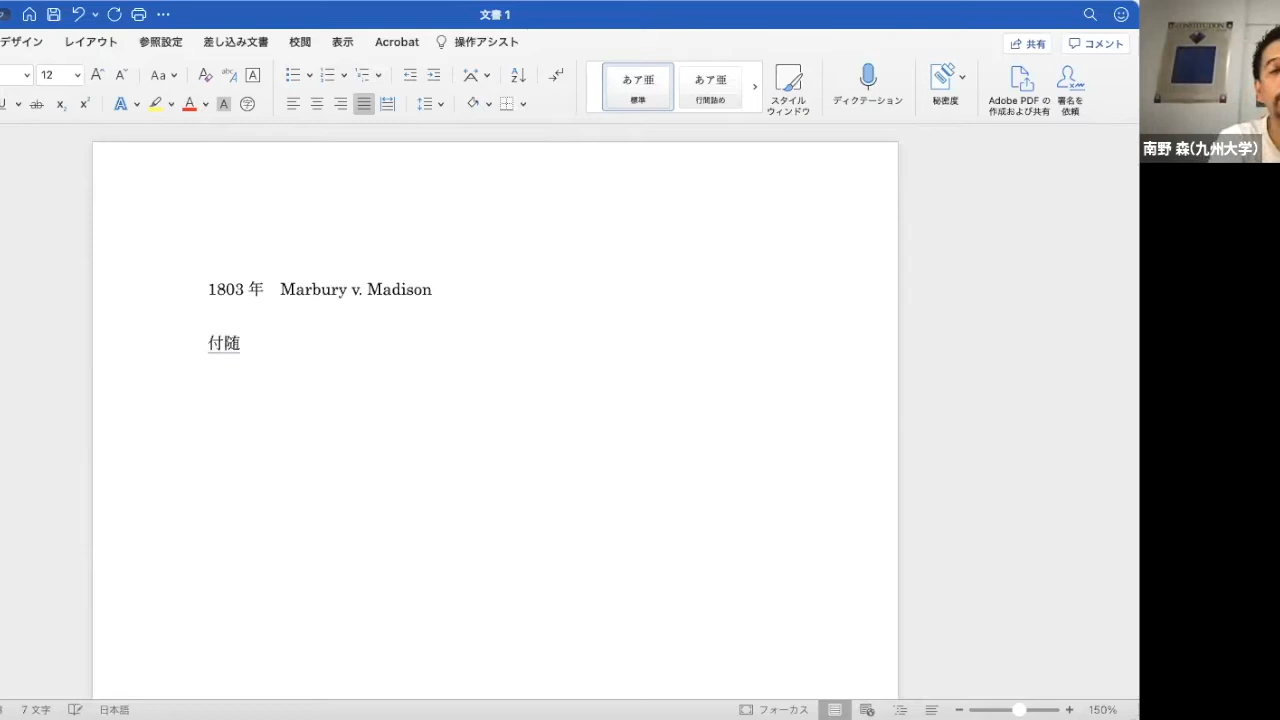 文書 1
デザイン レイアウト 参照設定 差し込み文書 校閲 表示 Acrobat 操作アシスト
共有 コメント
12
あア亜 標準
あア亜 行間詰め
スタイル
ウィンドウ
ディクテーション
秘密度
Adobe PDF の
作成および共有
署名を
依頼
CONSTITUTION
南野 森(九州大学)
1803 年 Marbury v. Madison
付随
7 文字 日本語 フォーカス 150%